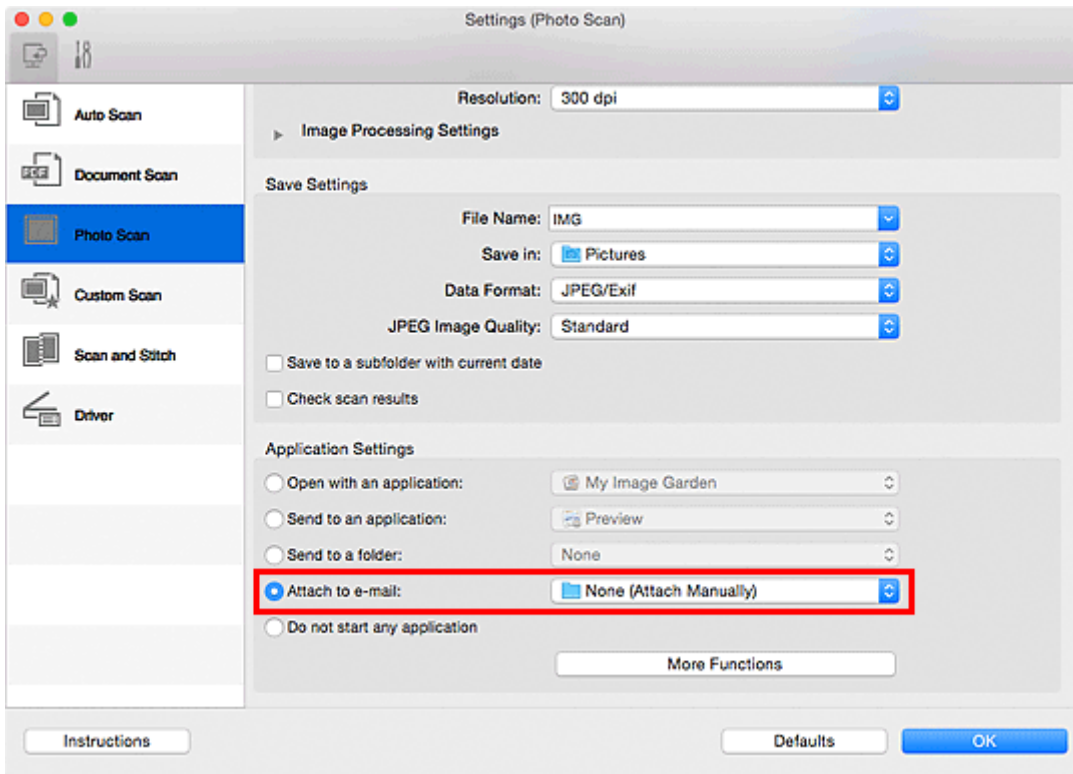 Settings (Photo Scan)
Auto Scan
Document Scan
Photo Scan
Custom Scan
Scan and Stitch
Driver
Resolution: 300 dpi
Image Processing Settings
Save Settings
File Name: IMG
Save in: Pictures
Data Format: JPEG/Exif
JPEG Image Quality: Standard
Save to a subfolder with current date
Check scan results
Application Settings
Open with an application: My Image Garden
Send to an application: Preview
Send to a folder: None
Attach to e-mail: None (Attach Manually)
Do not start any application
More Functions
Instructions Defaults OK